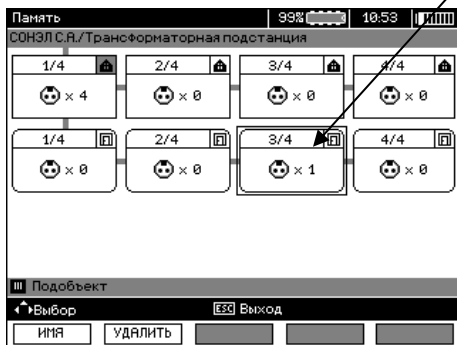 Память 99% 10:53
СОНЭЛ С.А./Трансформаторная подстанция
1/4 2/4 3/4 4/4
× 4 × 0 × 0 × 0
1/4 2/4 3/4 4/4
× 0 × 0 × 1 × 0
Подобъект
Выбор ESC Выход
ИМЯ УДАЛИТЬ